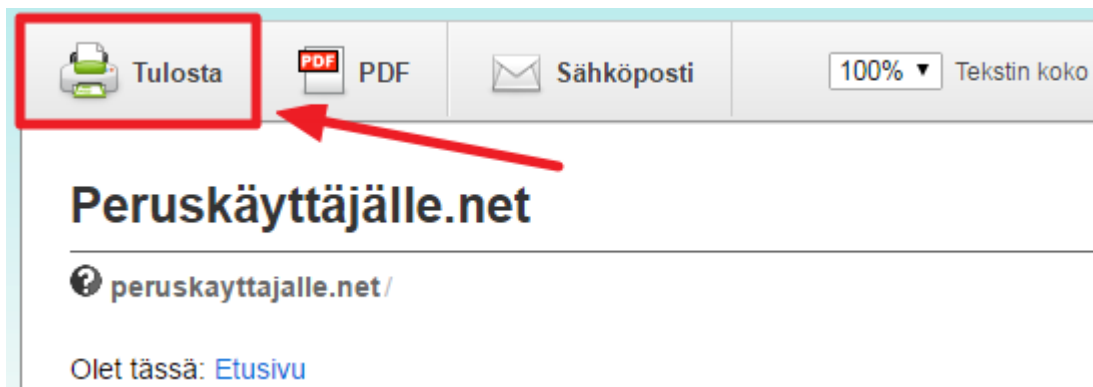 Tulosta PDF PDF Sähköposti 100% ▼ Tekstin koko
Peruskäyttäjälle.net
peruskayttajalle.net/
Olet tässä: Etusivu